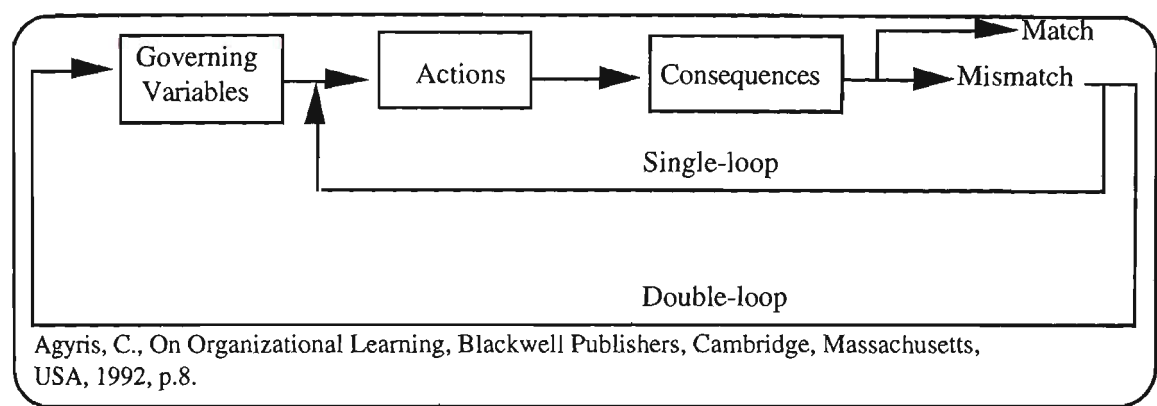 Match
Governing
Variables
Actions
Consequences
Mismatch
Single-loop
Double-loop
Agyris, C., On Organizational Learning, Blackwell Publishers, Cambridge, Massachusetts,
USA, 1992, p.8.